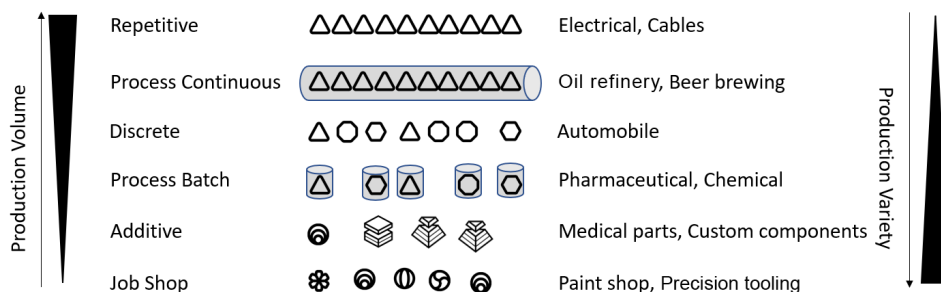 Production Volume
Repetitive
Electrical, Cables
Process Continuous
Oil refinery, Beer brewing
Discrete
Automobile
Process Batch
Pharmaceutical, Chemical
Additive
Medical parts, Custom components
Job Shop
Paint shop, Precision tooling
Production Variety